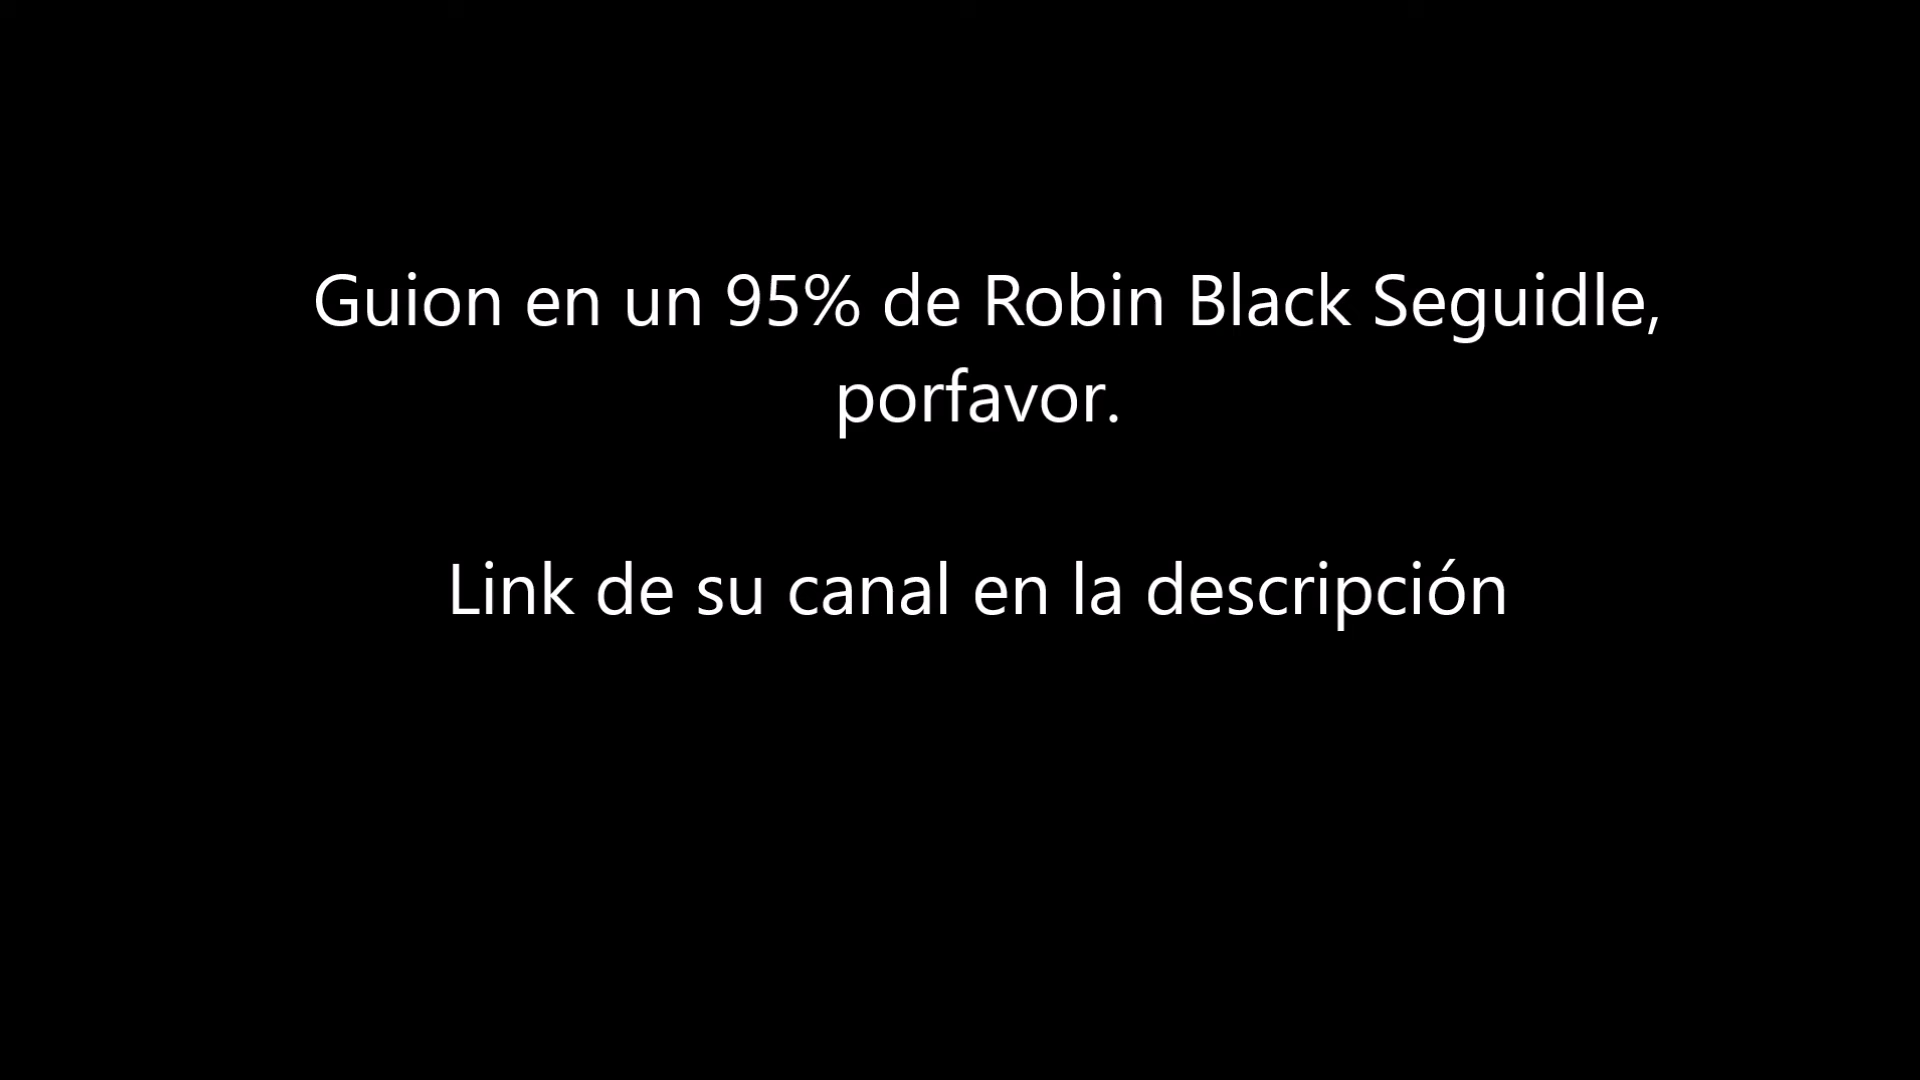 Guion en un 95% de Robin Black Seguidle,
porfavor.
Link de su canal en la descripción